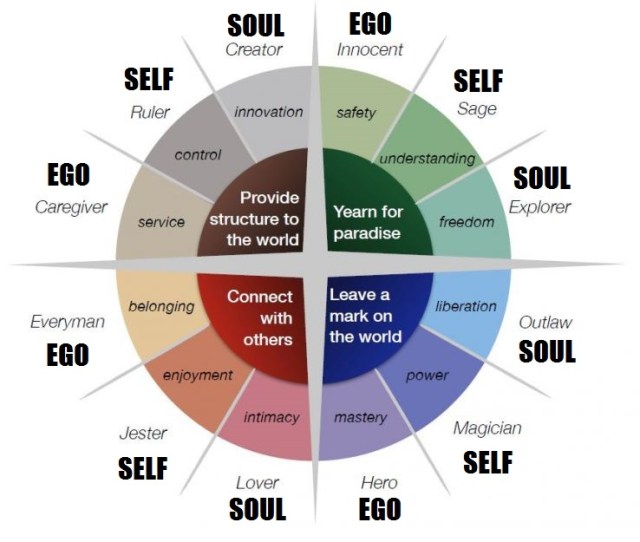 SOUL
Creator
EGO
Innocent
SELF
Ruler
SELF
Sage
innovation
safety
control
understanding
EGO
Caregiver
SOUL
Explorer
service
freedom
Provide
structure to
the world
Yearn for
paradise
Connect
with
others
Leave a
mark on
the world
belonging
liberation
Everyman
EGO
Outlaw
SOUL
enjoyment
power
intimacy
mastery
Jester
SELF
Magician
SELF
Lover
SOUL
Hero
EGO